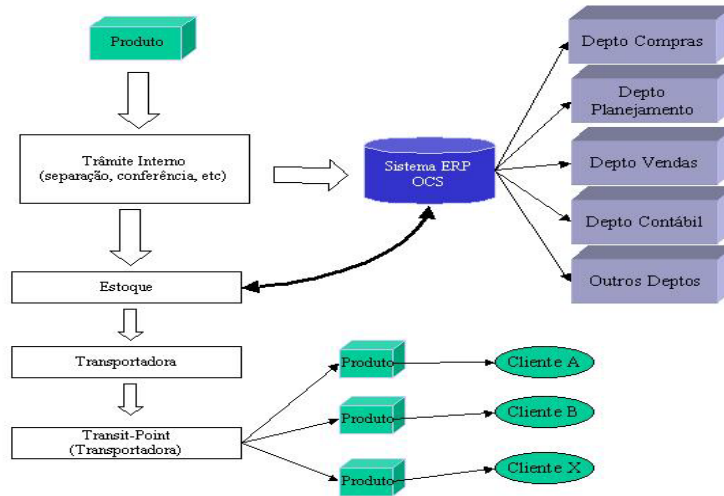 Produto
Trâmite Interno
(separação, conferência, etc)
Sistema ERP
OCS
Depto Compras
Depto
Planejamento
Depto Vendas
Depto Contábil
Outros Deptos
Estoque
Transportadora
Transit-Point
(Transportadora)
Produto
Cliente A
Produto
Cliente B
Produto
Cliente X